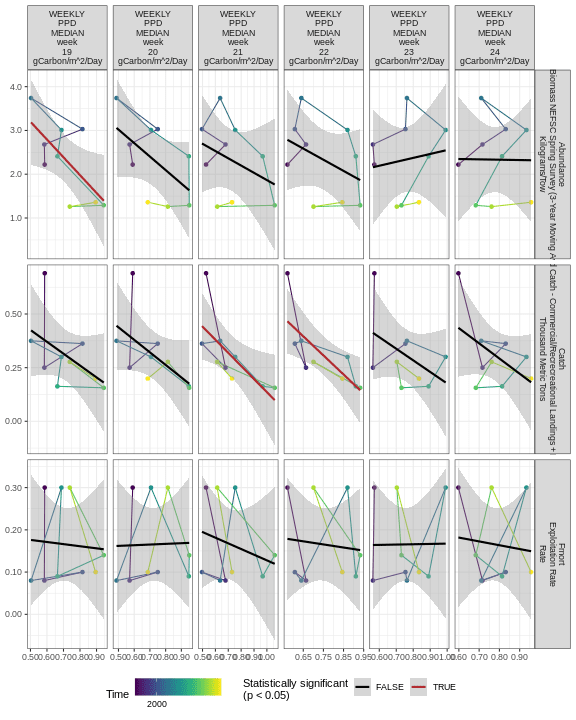 WEEKLY PPD MEDIAN week 19 gCarbon/m^2/Day
WEEKLY PPD MEDIAN week 20 gCarbon/m^2/Day
WEEKLY PPD MEDIAN week 21 gCarbon/m^2/Day
WEEKLY PPD MEDIAN week 22 gCarbon/m^2/Day
WEEKLY PPD MEDIAN week 23 gCarbon/m^2/Day
WEEKLY PPD MEDIAN week 24 gCarbon/m^2/Day
4.0
3.0
2.0
1.0
Abundance
Biomass NEFSC Spring Survey (3-Year Moving
Kilograms/Tow
0.50
0.25
0.00
Catch
Catch - Commercial/Recreational Landings +
Thousand Metric Tons
0.30
0.20
0.10
0.00
Fmort
Exploitation Rate
Rate
0.50 0.60 0.70 0.80 0.90
0.50 0.60 0.70 0.80 0.90
0.50 0.60 0.70 0.80 0.90 1.00
0.65 0.75 0.85 0.95
0.60 0.70 0.80 0.90 1.00
0.60 0.70 0.80 0.90
Time
2000
Statistically significant
(p < 0.05)
FALSE
TRUE